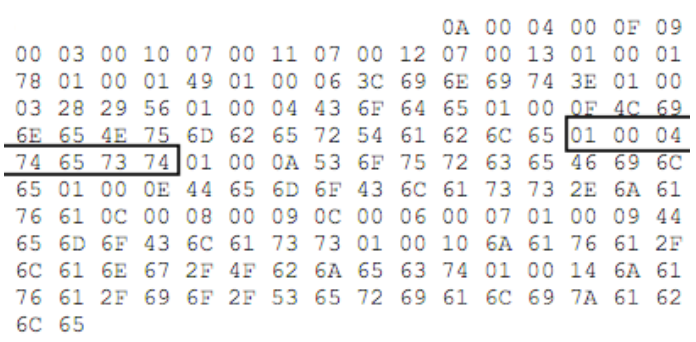 0A 00 04 00 0F 09
00 03 00 10 07 00 11 07 00 12 07 00 13 01 00 01
78 01 00 01 49 01 00 06 3C 69 6E 69 74 3E 01 00
03 28 29 56 01 00 04 43 6F 64 65 01 00 0F 4C 69
6E 65 4E 75 6D 62 65 72 54 61 62 6C 65 01 00 04
74 65 73 74 01 00 0A 53 6F 75 72 63 65 46 69 6C
65 01 00 0E 44 65 6D 6F 43 6C 61 73 73 2E 6A 61
76 61 0C 00 08 00 09 0C 00 06 00 07 01 00 09 44
65 6D 6F 43 6C 61 73 73 01 00 10 6A 61 76 61 2F
6C 61 6E 67 2F 4F 62 6A 65 63 74 01 00 14 6A 61
76 61 2F 69 6F 2F 53 65 72 69 61 6C 69 7A 61 62
6C 65